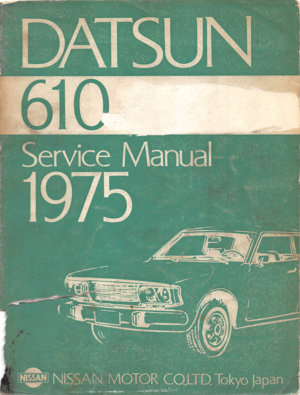 DATSUN
610
Service Manual
1975
NISSAN
NISSAN MOTOR CO.,LTD. Tokyo Japan